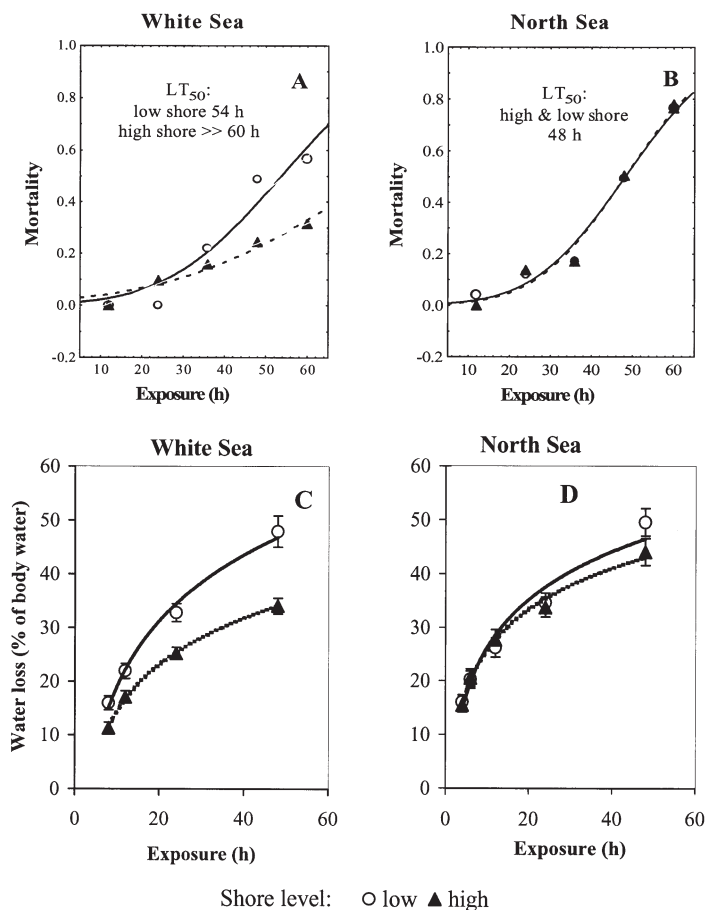 White Sea
North Sea
1.0
0.8
0.6
0.4
0.2
0.0
-0.2
Mortality
A
LT50:
low shore 54 h
high shore >> 60 h
10 20 30 40 50 60
Exposure (h)
1.0
0.8
0.6
0.4
0.2
0.0
-0.2
Mortality
B
LT50:
high & low shore
48 h
10 20 30 40 50 60
Exposure (h)
White Sea
North Sea
60
50
40
30
20
10
0
Water loss (% of body water)
C
0 20 40 60
Exposure (h)
60
50
40
30
20
10
0
D
0 20 40 60
Exposure (h)
Shore level: low high